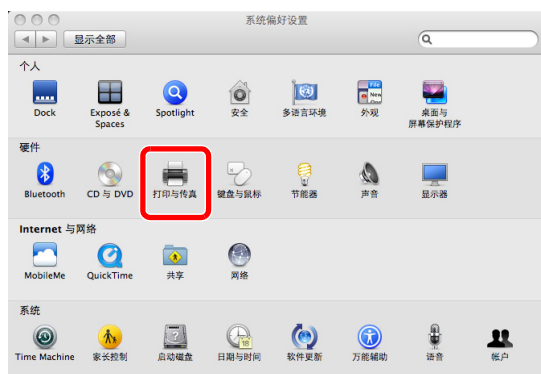 系统偏好设置
显示全部
个人
Dock Exposé & Spaces Spotlight 安全 多语言环境 外观 桌面与屏幕保护程序
硬件
Bluetooth CD 与 DVD 打印与传真 键盘与鼠标 节能器 声音 显示器
Internet 与网络
MobileMe QuickTime 共享 网络
系统
Time Machine 家长控制 启动磁盘 日期与时间 软件更新 万能辅助 语音 帐户